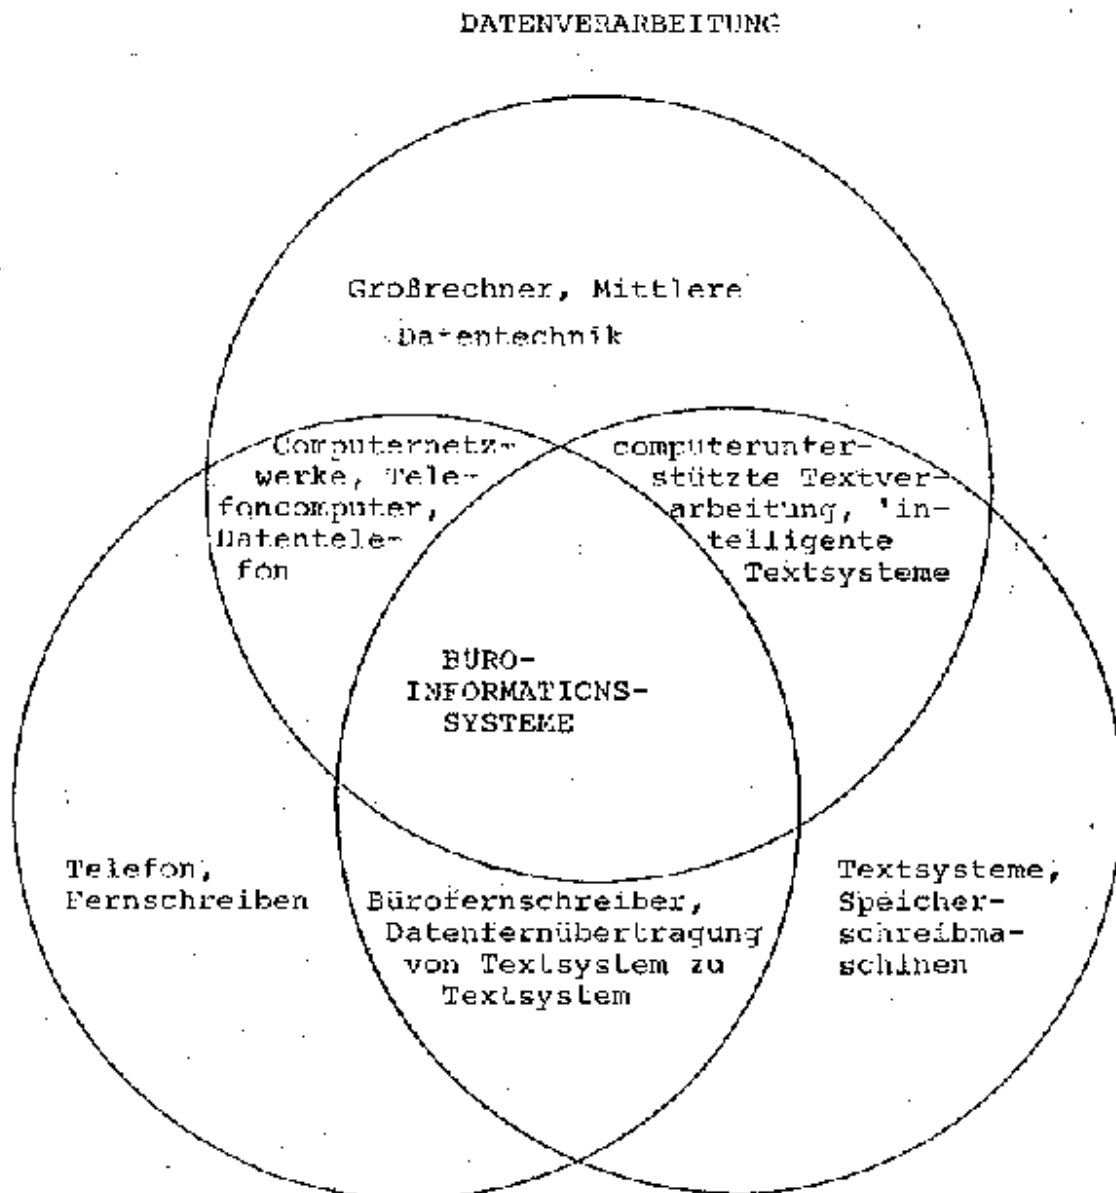 DATENVERARBEITUNG
Großrechner, Mittlere
Datentechnik
Computernetz-
werke, Tele-
foncomputer,
Datentele-
fon
computerunter-
stützte Textver-
arbeitung, 'in-
telligente
Textsysteme
BÜRO-
INFORMATIONS-
SYSTEME
Telefon,
Fernschreiben
Bürofernschreiber,
Datenfernübertragung
von Textsystem zu
Textsystem
Textsysteme,
Speicher-
schreibma-
schinen